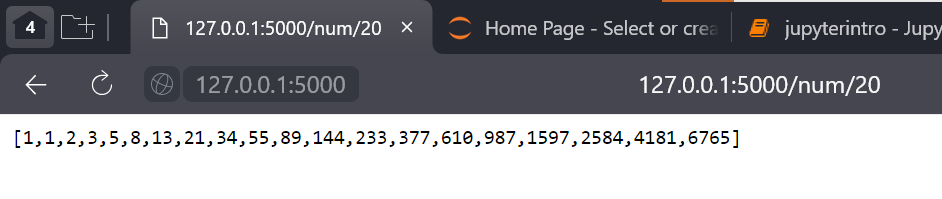 4
127.0.0.1:5000/num/20
Home Page - Select or crea
jupyterintro - Jupy
127.0.0.1:5000
127.0.0.1:5000/num/20
[1,1,2,3,5,8,13,21,34,55,89,144,233,377,610,987,1597,2584,4181,6765]